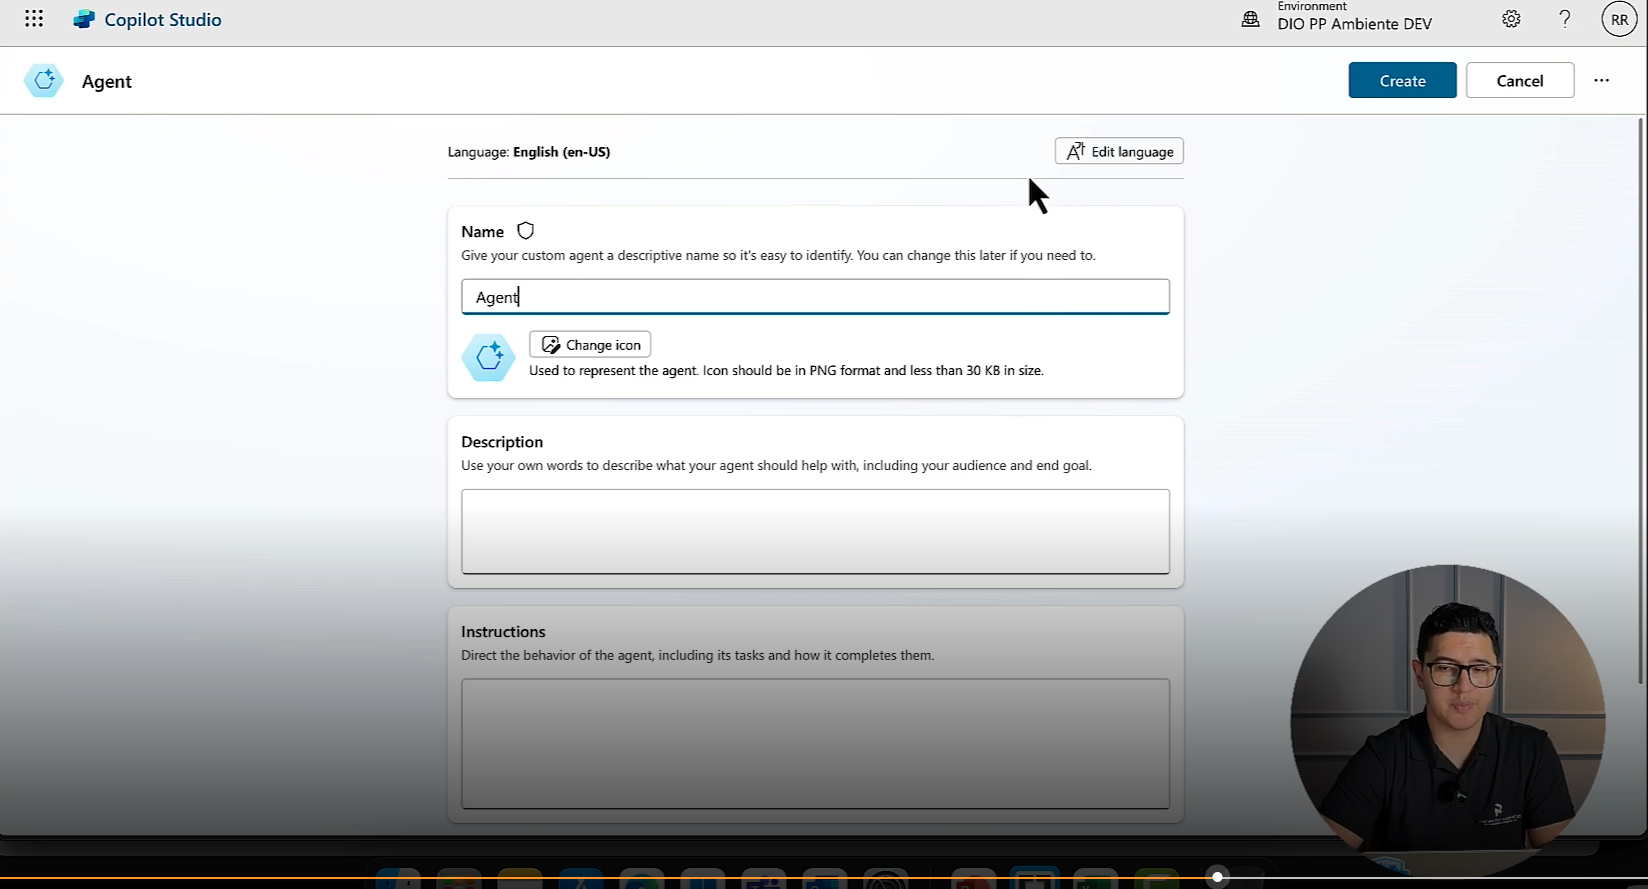 Copilot Studio
Environment
DIO PP Ambiente DEV
RR
Agent
Create
Cancel
Language: English (en-US)
Edit language
Name
Give your custom agent a descriptive name so it's easy to identify. You can change this later if you need to.
Agent
Change icon
Used to represent the agent. Icon should be in PNG format and less than 30 KB in size.
Description
Use your own words to describe what your agent should help with, including your audience and end goal.
Instructions
Direct the behavior of the agent, including its tasks and how it completes them.